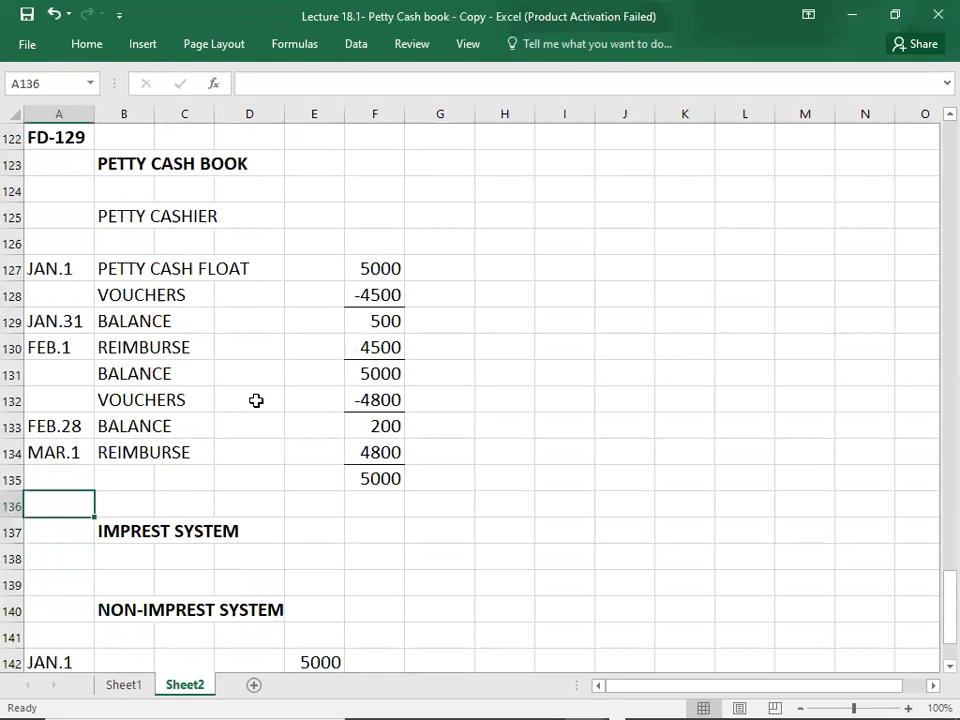 Lecture 18.1- Petty Cash book - Copy - Excel (Product Activation Failed)
File Home Insert Page Layout Formulas Data Review View Tell me what you want to do... Share
A136 fx
A B C D E F G H I J K L M N O
122 FD-129
123 PETTY CASH BOOK
124
125 PETTY CASHIER
126
127 JAN.1 PETTY CASH FLOAT 5000
128 VOUCHERS -4500
129 JAN.31 BALANCE 500
130 FEB.1 REIMBURSE 4500
131 BALANCE 5000
132 VOUCHERS -4800
133 FEB.28 BALANCE 200
134 MAR.1 REIMBURSE 4800
135 5000
136
137 IMPREST SYSTEM
138
139
140 NON-IMPREST SYSTEM
141
142 JAN.1 5000
Sheet1 Sheet2
Ready 100%